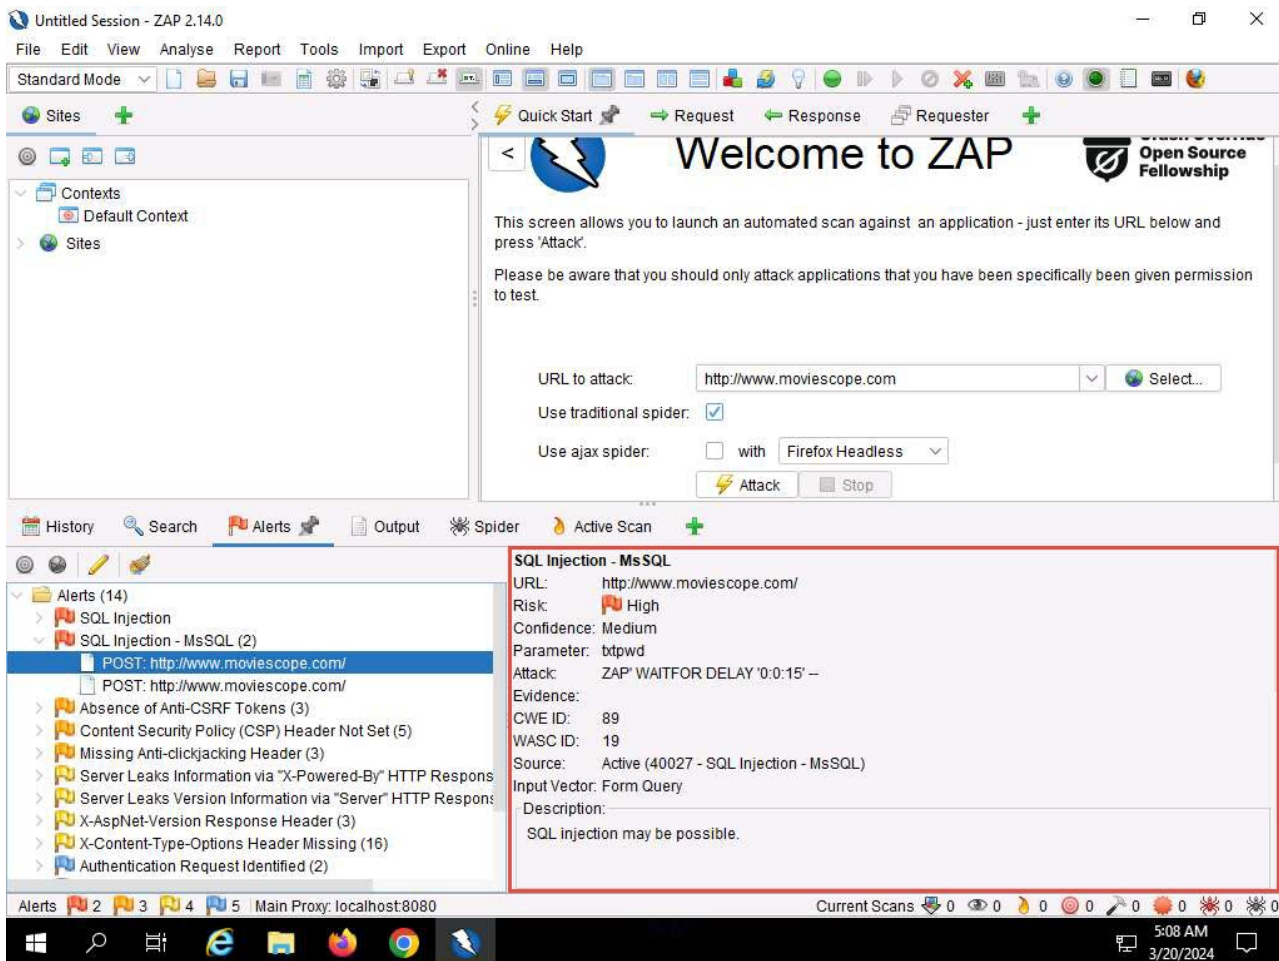 Untitled Session - ZAP 2.14.0
File Edit View Analyse Report Tools Import Export Online Help
Standard Mode
Sites
Quick Start Request Response Requester
< Welcome to ZAP
Crash Override
Open Source
Fellowship
Contexts
Default Context
Sites
This screen allows you to launch an automated scan against an application - just enter its URL below and
press 'Attack'.
Please be aware that you should only attack applications that you have been specifically been given permission
to test.
URL to attack: http://www.moviescope.com Select...
Use traditional spider:
Use ajax spider: with Firefox Headless
Attack Stop
History Search Alerts Output Spider Active Scan
Alerts (14)
SQL Injection
SQL Injection - MsSQL (2)
POST: http://www.moviescope.com/
POST: http://www.moviescope.com/
Absence of Anti-CSRF Tokens (3)
Content Security Policy (CSP) Header Not Set (5)
Missing Anti-clickjacking Header (3)
Server Leaks Information via "X-Powered-By" HTTP Respons
Server Leaks Version Information via "Server" HTTP Respons
X-AspNet-Version Response Header (3)
X-Content-Type-Options Header Missing (16)
Authentication Request Identified (2)
SQL Injection - MsSQL
URL: http://www.moviescope.com/
Risk: High
Confidence: Medium
Parameter: txtpwd
Attack: ZAP' WAITFOR DELAY '0:0:15' --
Evidence:
CWE ID: 89
WASC ID: 19
Source: Active (40027 - SQL Injection - MsSQL)
Input Vector: Form Query
Description:
SQL injection may be possible.
Alerts 2 3 4 5 Main Proxy: localhost:8080 Current Scans 0 0 0 0 0 0 0 0
5:08 AM
3/20/2024